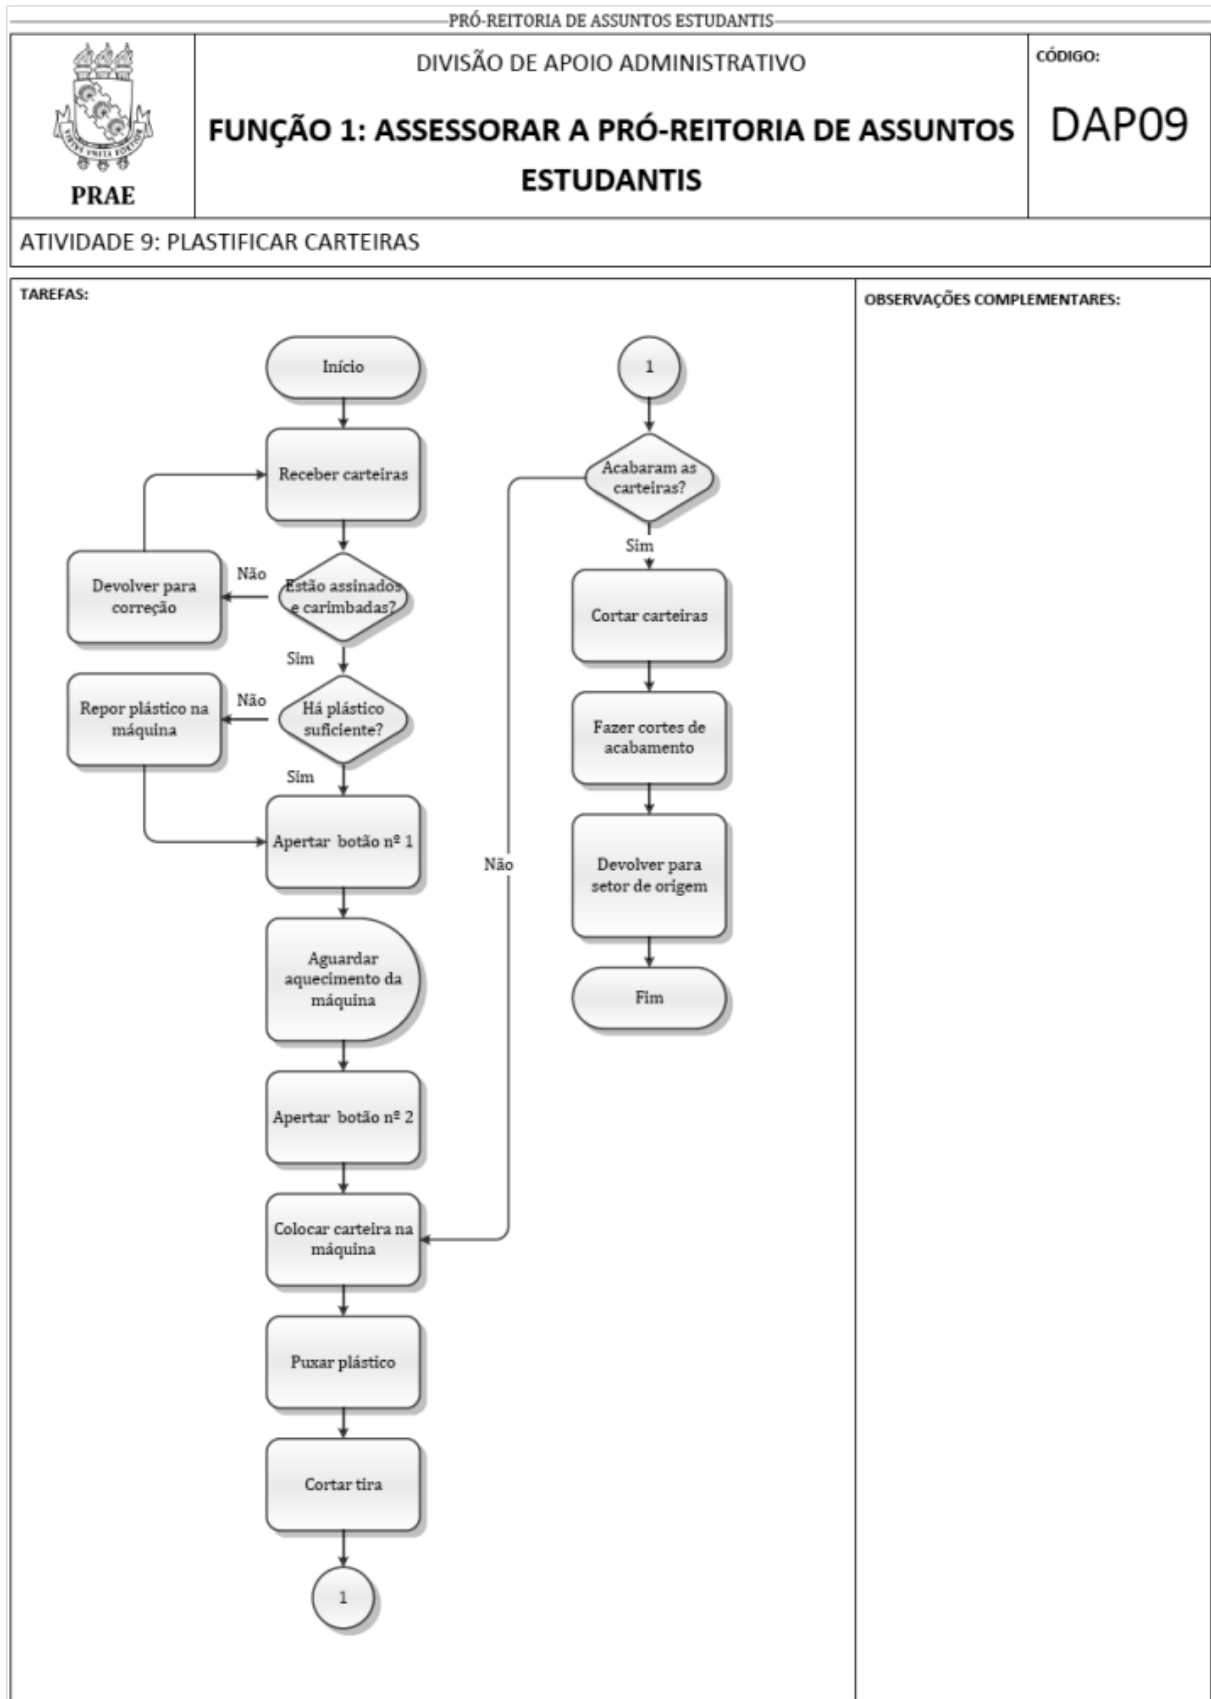 PRÓ-REITORIA DE ASSUNTOS ESTUDANTIS
VIRTUS UNITA FORTIOR
PRAE
DIVISÃO DE APOIO ADMINISTRATIVO
FUNÇÃO 1: ASSESSORAR A PRÓ-REITORIA DE ASSUNTOS
ESTUDANTIS
CÓDIGO:
DAP09
ATIVIDADE 9: PLASTIFICAR CARTEIRAS
TAREFAS:
Início
Receber carteiras
Estão assinados
e carimbadas?
Não
Devolver para
correção
Sim
Há plástico
suficiente?
Não
Repor plástico na
máquina
Sim
Apertar botão nº 1
Aguardar
aquecimento da
máquina
Apertar botão nº 2
Colocar carteira na
máquina
Puxar plástico
Cortar tira
1
1
Acabaram as
carteiras?
Não
Sim
Cortar carteiras
Fazer cortes de
acabamento
Devolver para
setor de origem
Fim
OBSERVAÇÕES COMPLEMENTARES: